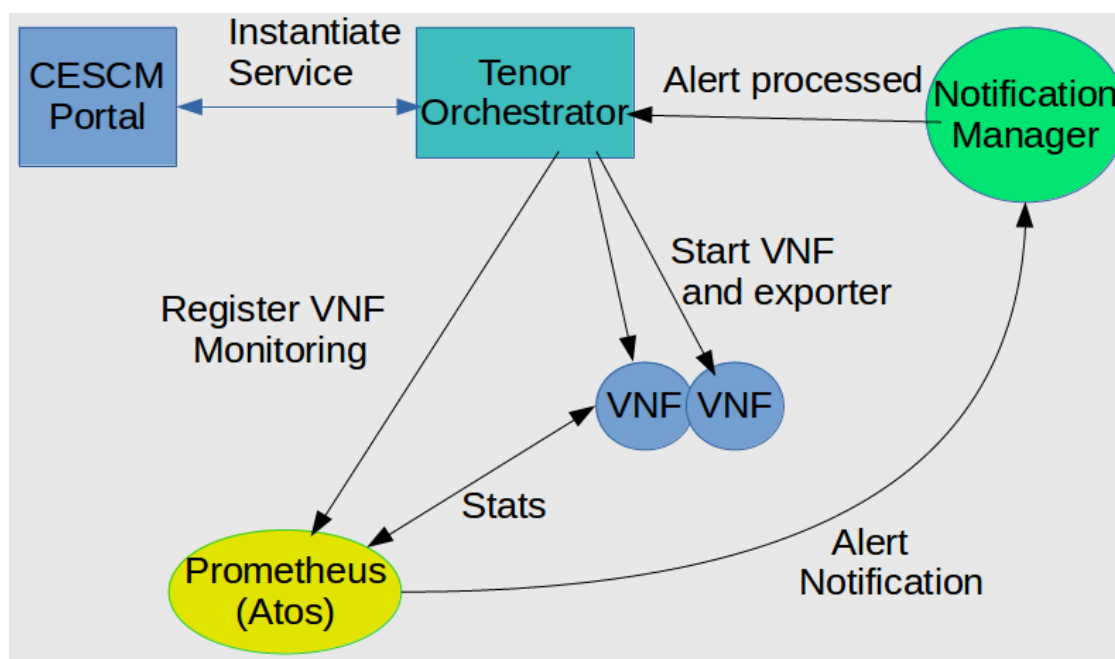 CESCM
Portal
Instantiate
Service
Tenor
Orchestrator
Alert processed
Notification
Manager
Start VNF
and exporter
Register VNF
Monitoring
VNF
VNF
Stats
Prometheus
(Atos)
Alert
Notification